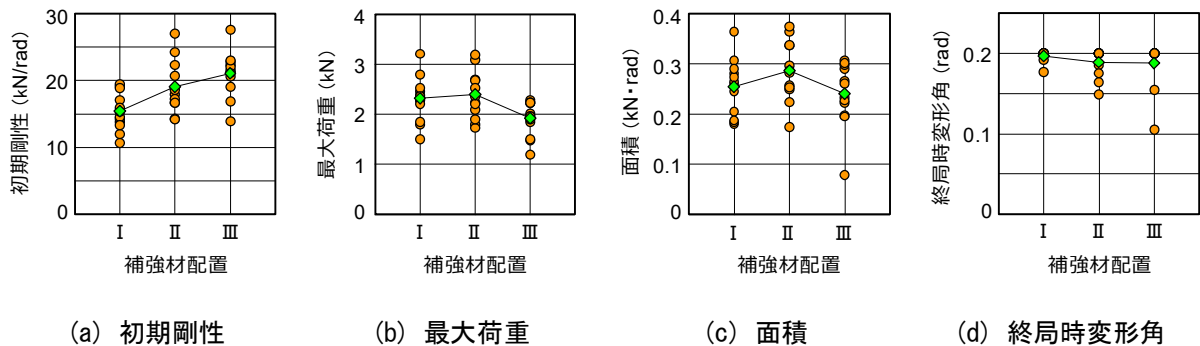 初期剛性 (kN/rad)
30
20
10
0
Ⅰ Ⅱ Ⅲ
補強材配置
(a) 初期剛性
最大荷重 (kN)
4
3
2
1
0
Ⅰ Ⅱ Ⅲ
補強材配置
(b) 最大荷重
面積 (kN・rad)
0.4
0.3
0.2
0.1
0
Ⅰ Ⅱ Ⅲ
補強材配置
(c) 面積
終局時変形角 (rad)
0.2
0.1
0
Ⅰ Ⅱ Ⅲ
補強材配置
(d) 終局時変形角